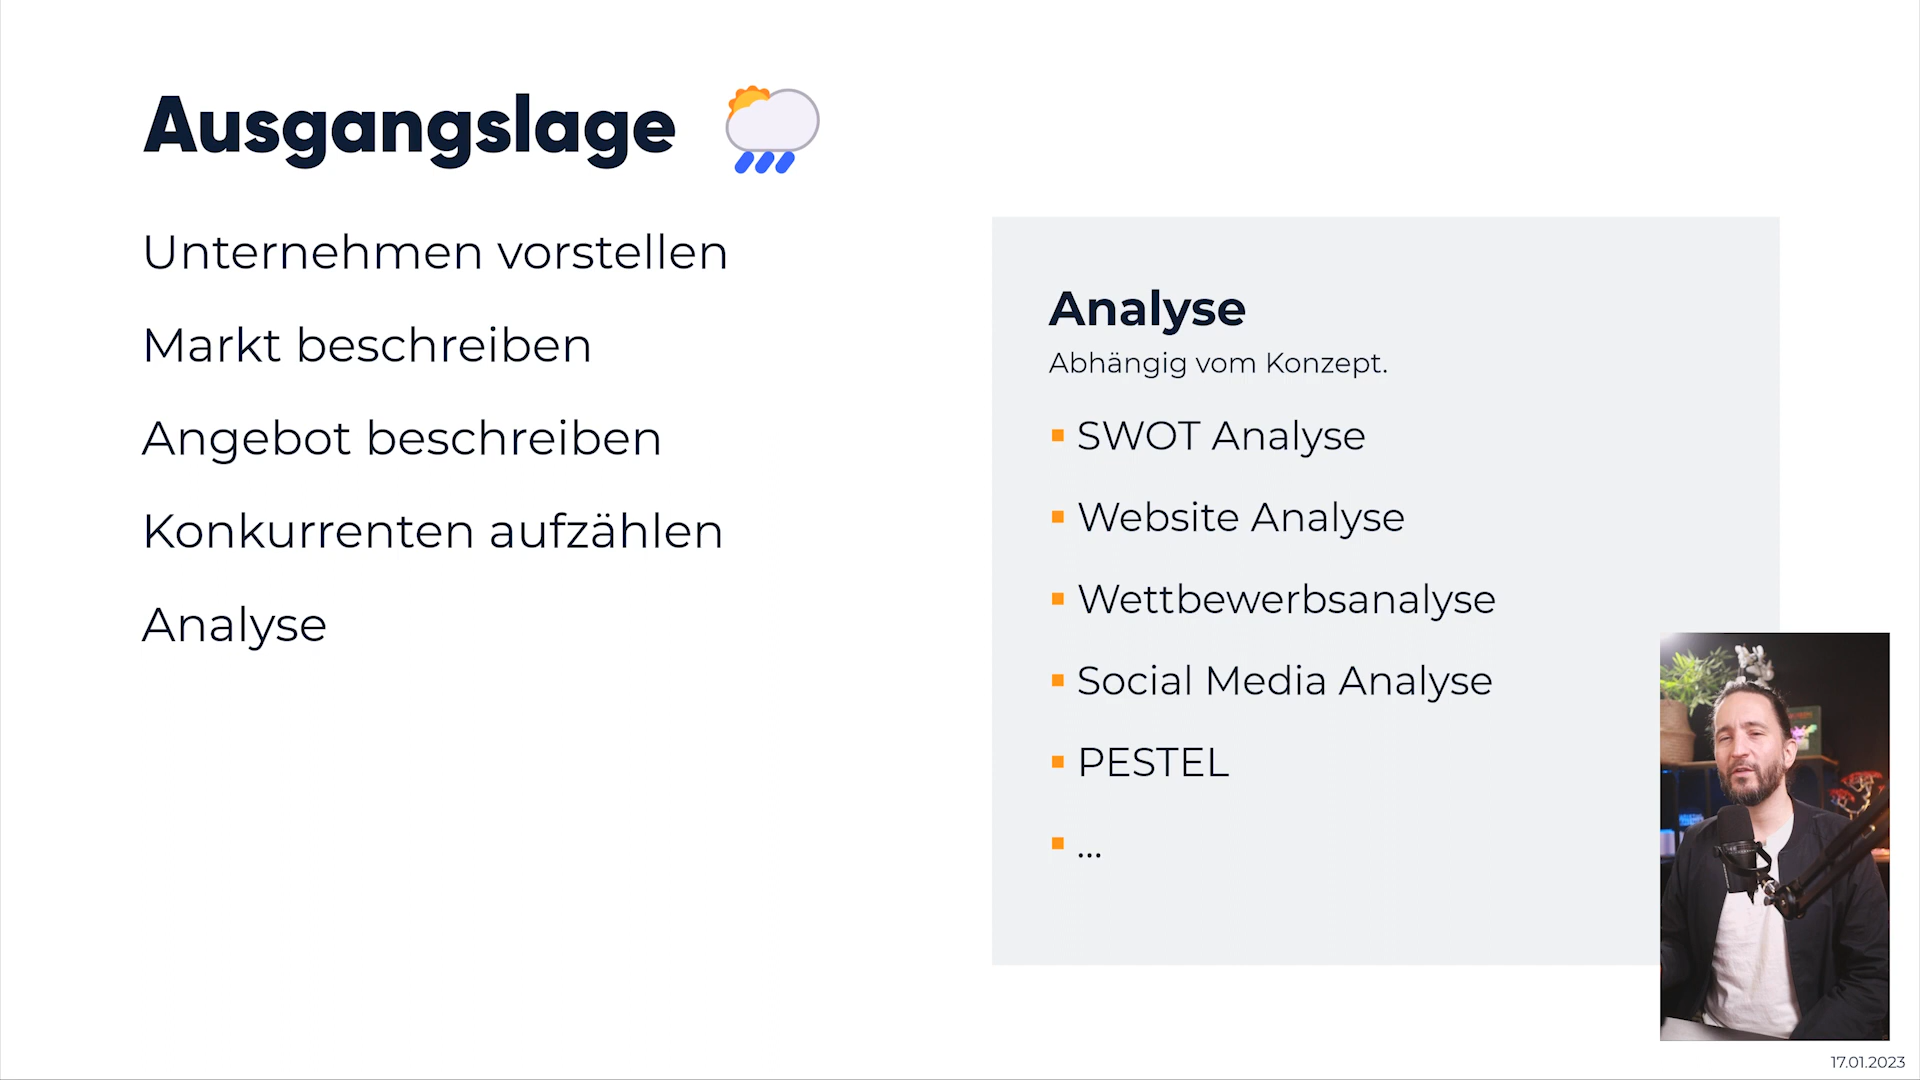 Ausgangslage
Unternehmen vorstellen
Markt beschreiben
Angebot beschreiben
Konkurrenten aufzählen
Analyse
Analyse
Abhängig vom Konzept.
SWOT Analyse
Website Analyse
Wettbewerbsanalyse
Social Media Analyse
PESTEL
...
17.01.2023